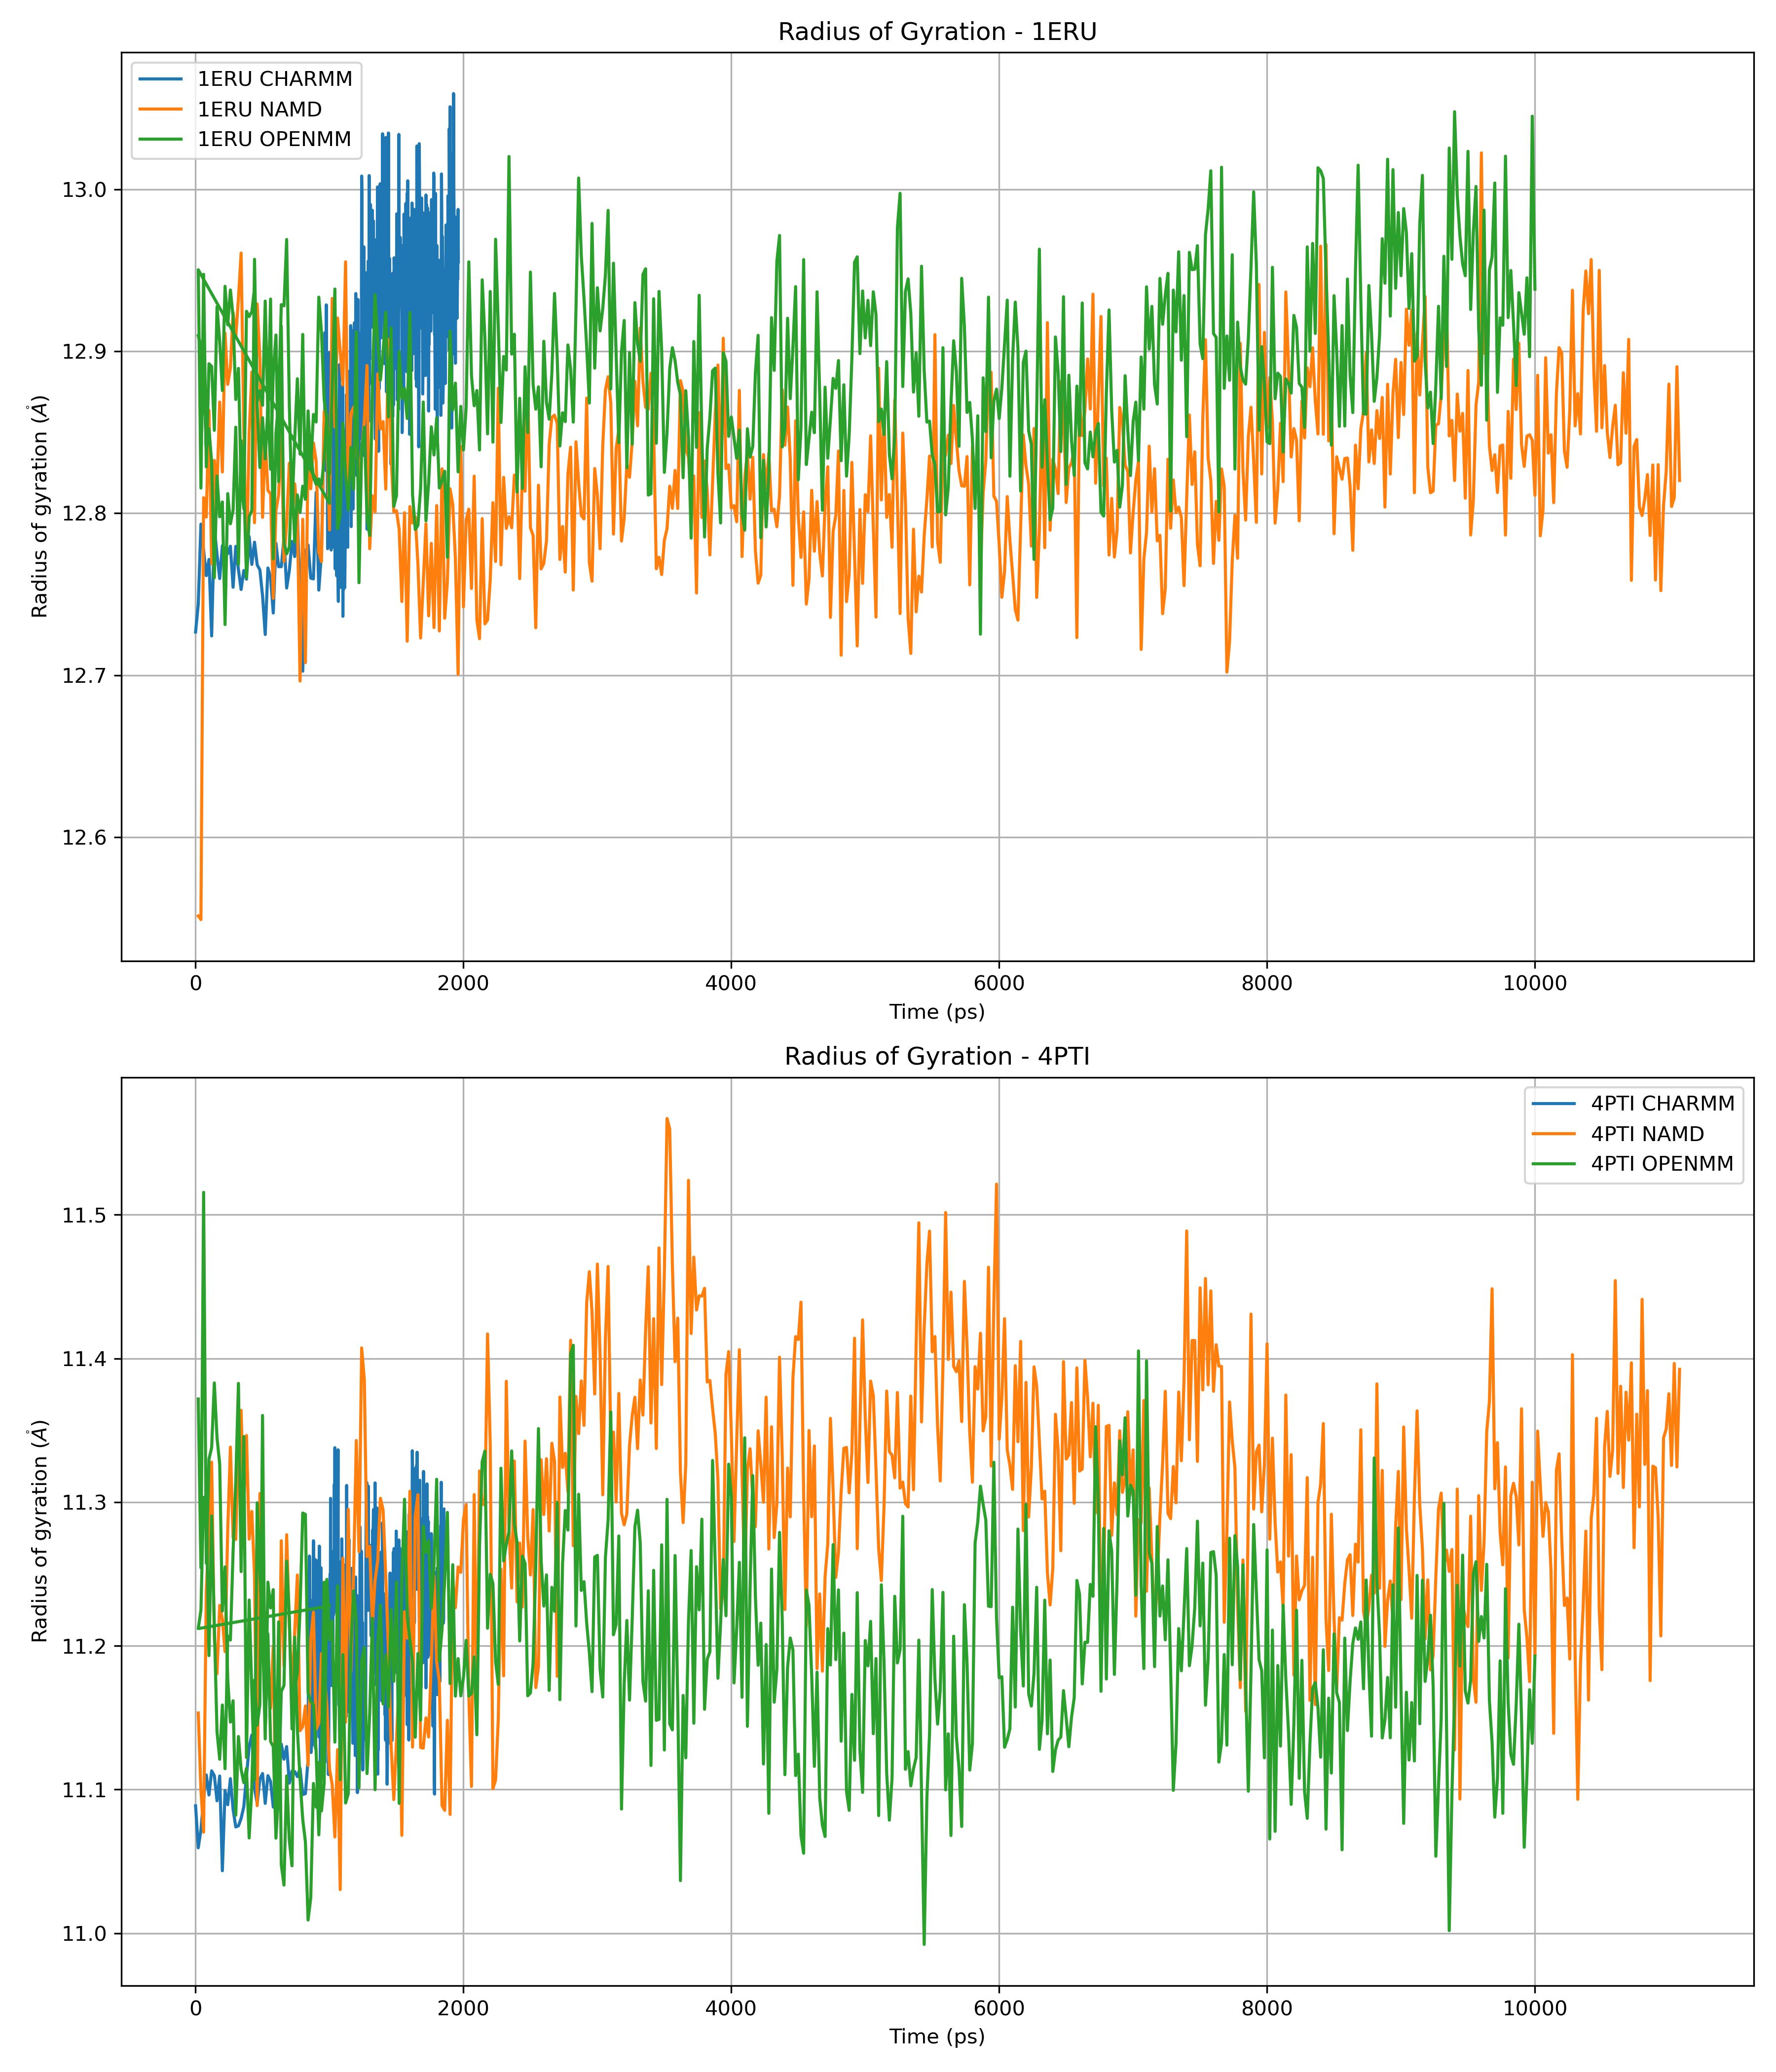 Radius of Gyration - 1ERU
1ERU CHARMM
1ERU NAMD
1ERU OPENMM
Radius of gyration (Å)
13.0
12.9
12.8
12.7
12.6
0 2000 4000 6000 8000 10000
Time (ps)
Radius of Gyration - 4PTI
4PTI CHARMM
4PTI NAMD
4PTI OPENMM
Radius of gyration (Å)
11.5
11.4
11.3
11.2
11.1
11.0
0 2000 4000 6000 8000 10000
Time (ps)